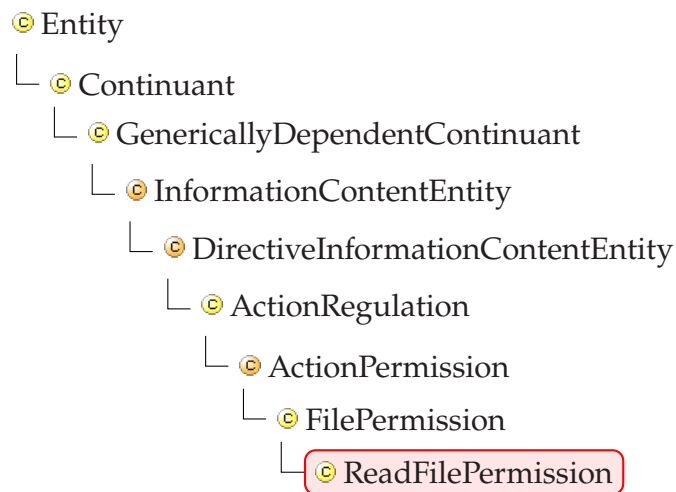 Entity
Continuant
GenericallyDependentContinuant
InformationContentEntity
DirectiveInformationContentEntity
ActionRegulation
ActionPermission
FilePermission
ReadFilePermission